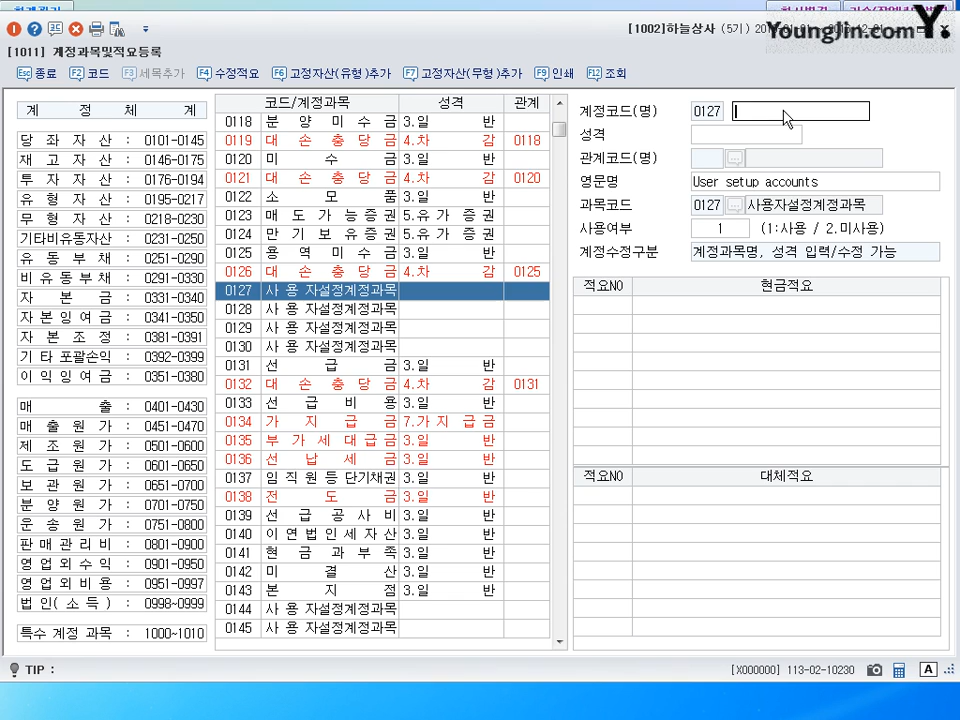 [1002]하늘상사 (5기)
Younglin.com Y.
[1011] 계정과목및적요등록
Esc 종료 F2 코드 F3 세목추가 F4 수정적요 F6 고정자산(유형)추가 F7 고정자산(무형)추가 F9 인쇄 F12 조회
계 정 체 계
당 좌 자 산 : 0101-0145
재 고 자 산 : 0146-0175
투 자 자 산 : 0176-0194
유 형 자 산 : 0195-0217
무 형 자 산 : 0218-0230
기타비유동자산 : 0231-0250
유 동 부 채 : 0251-0290
비 유 동 부 채 : 0291-0330
자 본 금 : 0331-0340
자 본 잉 여 금 : 0341-0350
자 본 조 정 : 0381-0391
기 타 포괄손익 : 0392-0399
이 익 잉 여 금 : 0351-0380
매 출 : 0401-0430
매 출 원 가 : 0451-0470
제 조 원 가 : 0501-0600
도 급 원 가 : 0601-0650
보 관 원 가 : 0651-0700
분 양 원 가 : 0701-0750
운 송 원 가 : 0751-0800
판 매 관 리 비 : 0801-0900
영 업 외 수 익 : 0901-0950
영 업 외 비 용 : 0951-0997
법 인( 소 득 ) : 0998-0999
특수 계정 과목 : 1000~1010
코드/계정과목 성격 관계
0118 분 양 미 수 금 3.일 반
0119 대 손 충 당 금 4.차 감 0118
0120 미 수 금 3.일 반
0121 대 손 충 당 금 4.차 감 0120
0122 소 모 품 3.일 반
0123 매 도 가 능 증 권 5.유 가 증 권
0124 만 기 보 유 증 권 5.유 가 증 권
0125 용 역 미 수 금 3.일 반
0126 대 손 충 당 금 4.차 감 0125
0127 사 용 자설정계정과목
0128 사 용 자설정계정과목
0129 사 용 자설정계정과목
0130 사 용 자설정계정과목
0131 선 급 금 3.일 반
0132 대 손 충 당 금 4.차 감 0131
0133 선 급 비 용 3.일 반
0134 가 지 급 금 7.가 지 급 금
0135 부 가 세 대 급 금 3.일 반
0136 선 납 세 금 3.일 반
0137 임 직 원 등 단기채권 3.일 반
0138 전 도 금 3.일 반
0139 선 급 공 사 비 3.일 반
0140 이 연 법 인 세 자 산 3.일 반
0141 현 금 과 부 족 3.일 반
0142 미 결 산 3.일 반
0143 본 지 점 3.일 반
0144 사 용 자설정계정과목
0145 사 용 자설정계정과목
계정코드(명) 0127
성격
관계코드(명)
영문명 User setup accounts
과목코드 0127 사용자설정계정과목
사용여부 1 (1:사용 / 2.미사용)
계정수정구분 계정과목명, 성격 입력/수정 가능
적요NO 현금적요
적요NO 대체적요
TIP :
[X000000] 113-02-10230 A